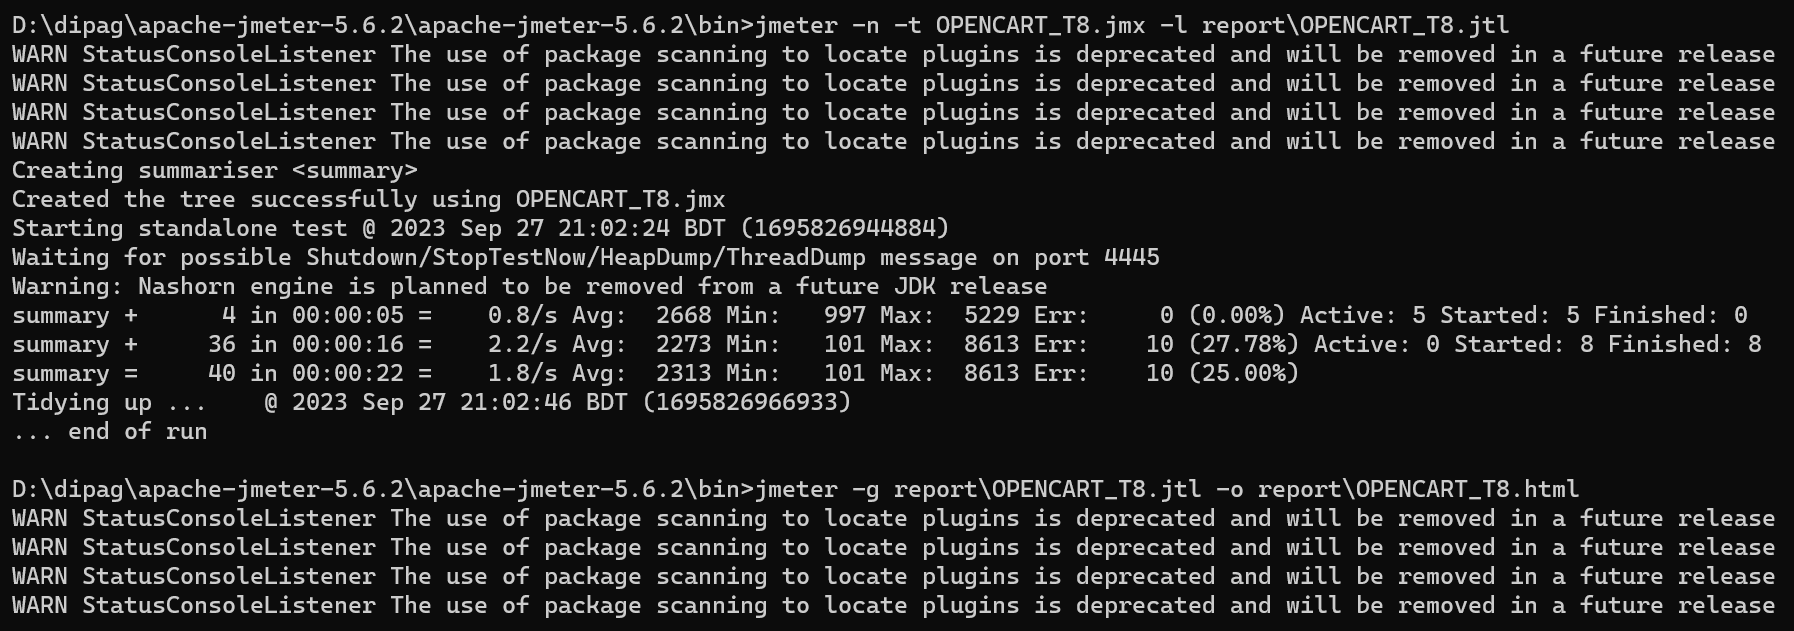 D:\dipag\apache-jmeter-5.6.2\apache-jmeter-5.6.2\bin>jmeter -n -t OPENCART_T8.jmx -l report\OPENCART_T8.jtl
WARN StatusConsoleListener The use of package scanning to locate plugins is deprecated and will be removed in a future release
WARN StatusConsoleListener The use of package scanning to locate plugins is deprecated and will be removed in a future release
WARN StatusConsoleListener The use of package scanning to locate plugins is deprecated and will be removed in a future release
WARN StatusConsoleListener The use of package scanning to locate plugins is deprecated and will be removed in a future release
Creating summariser <summary>
Created the tree successfully using OPENCART_T8.jmx
Starting standalone test @ 2023 Sep 27 21:02:24 BDT (1695826944884)
Waiting for possible Shutdown/StopTestNow/HeapDump/ThreadDump message on port 4445
Warning: Nashorn engine is planned to be removed from a future JDK release
summary +      4 in 00:00:05 =    0.8/s Avg:  2668 Min:   997 Max:  5229 Err:     0 (0.00%) Active: 5 Started: 5 Finished: 0
summary +     36 in 00:00:16 =    2.2/s Avg:  2273 Min:   101 Max:  8613 Err:    10 (27.78%) Active: 0 Started: 8 Finished: 8
summary =     40 in 00:00:22 =    1.8/s Avg:  2313 Min:   101 Max:  8613 Err:    10 (25.00%)
Tidying up ...    @ 2023 Sep 27 21:02:46 BDT (1695826966933)
... end of run
D:\dipag\apache-jmeter-5.6.2\apache-jmeter-5.6.2\bin>jmeter -g report\OPENCART_T8.jtl -o report\OPENCART_T8.html
WARN StatusConsoleListener The use of package scanning to locate plugins is deprecated and will be removed in a future release
WARN StatusConsoleListener The use of package scanning to locate plugins is deprecated and will be removed in a future release
WARN StatusConsoleListener The use of package scanning to locate plugins is deprecated and will be removed in a future release
WARN StatusConsoleListener The use of package scanning to locate plugins is deprecated and will be removed in a future release